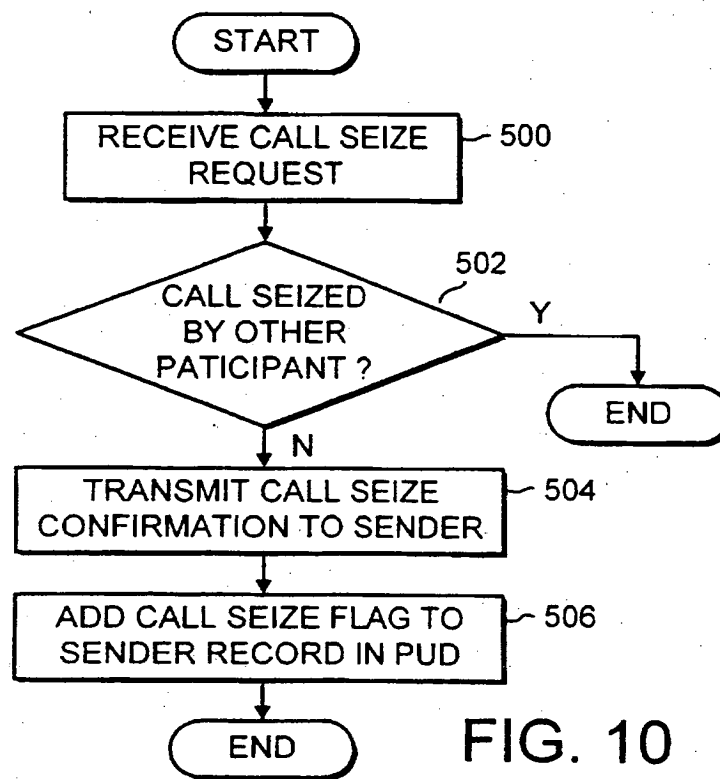 START
RECEIVE CALL SEIZE
REQUEST
500
502
CALL SEIZED
BY OTHER
PATICIPANT ?
Y
END
N
TRANSMIT CALL SEIZE
CONFIRMATION TO SENDER
504
ADD CALL SEIZE FLAG TO
SENDER RECORD IN PUD
506
END
FIG. 10